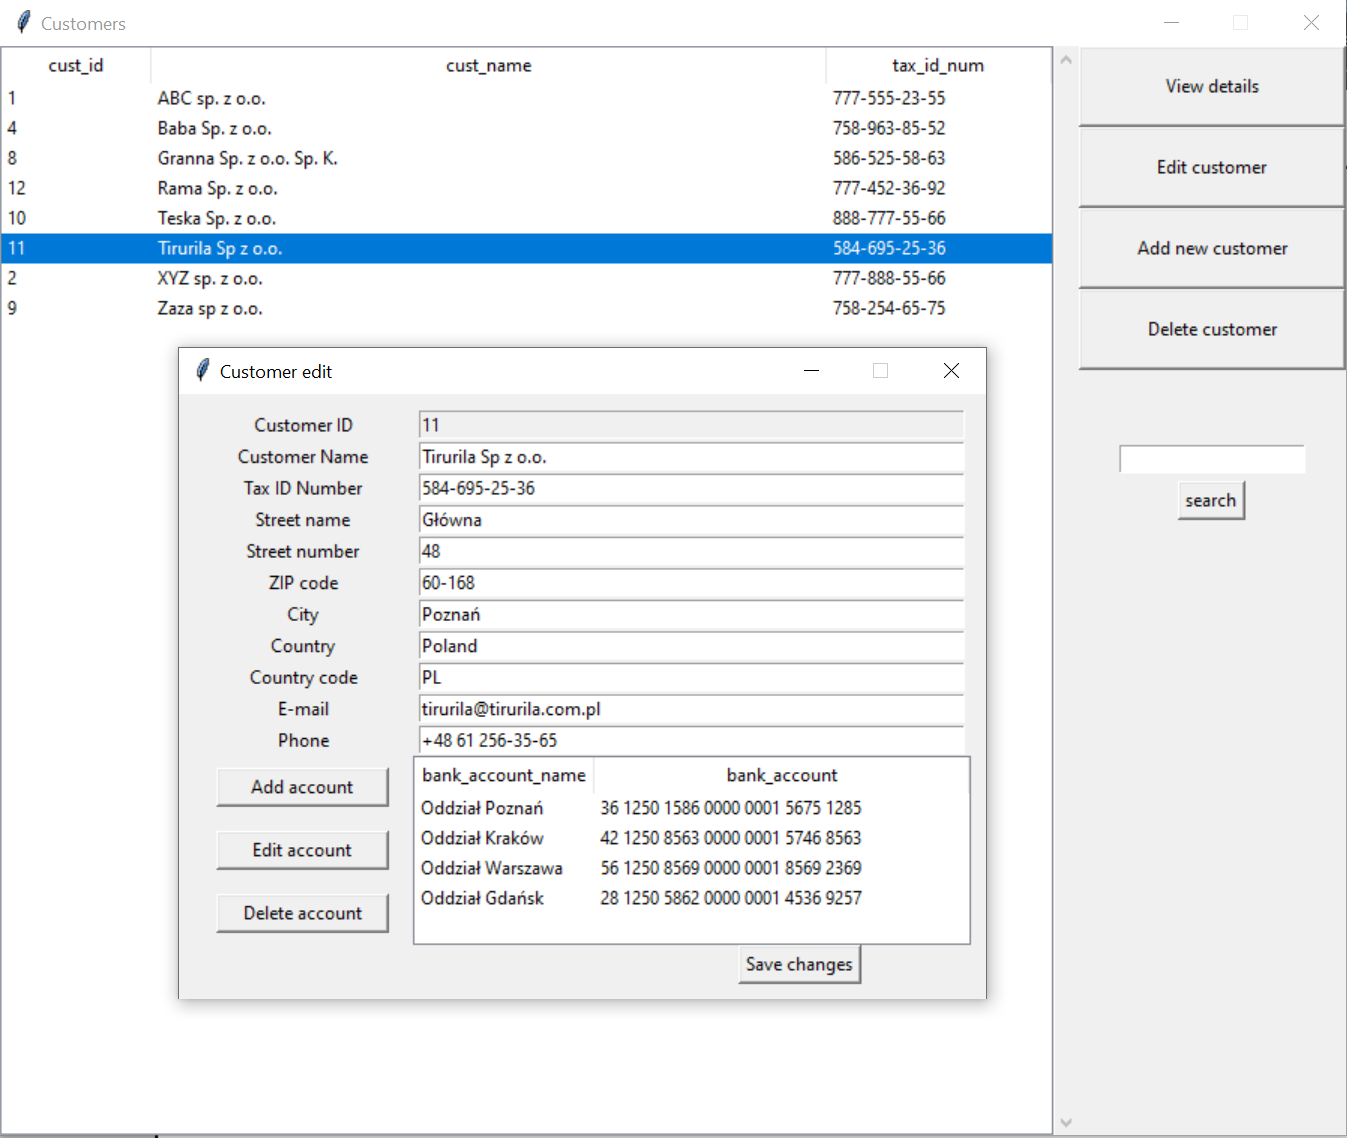 Customers
cust_id cust_name tax_id_num
1 ABC sp. z o.o. 777-555-23-55
4 Baba Sp. z o.o. 758-963-85-52
8 Granna Sp. z o.o. Sp. K. 586-525-58-63
12 Rama Sp. z o.o. 777-452-36-92
10 Teska Sp. z o.o. 888-777-55-66
11 Tirurila Sp z o.o. 584-695-25-36
2 XYZ sp. z o.o. 777-888-55-66
9 Zaza sp z o.o. 758-254-65-75
View details
Edit customer
Add new customer
Delete customer
search
Customer edit
Customer ID 11
Customer Name Tirurila Sp z o.o.
Tax ID Number 584-695-25-36
Street name Główna
Street number 48
ZIP code 60-168
City Poznań
Country Poland
Country code PL
E-mail tirurila@tirurila.com.pl
Phone +48 61 256-35-65
Add account
Edit account
Delete account
bank_account_name bank_account
Oddział Poznań 36 1250 1586 0000 0001 5675 1285
Oddział Kraków 42 1250 8563 0000 0001 5746 8563
Oddział Warszawa 56 1250 8569 0000 0001 8569 2369
Oddział Gdańsk 28 1250 5862 0000 0001 4536 9257
Save changes